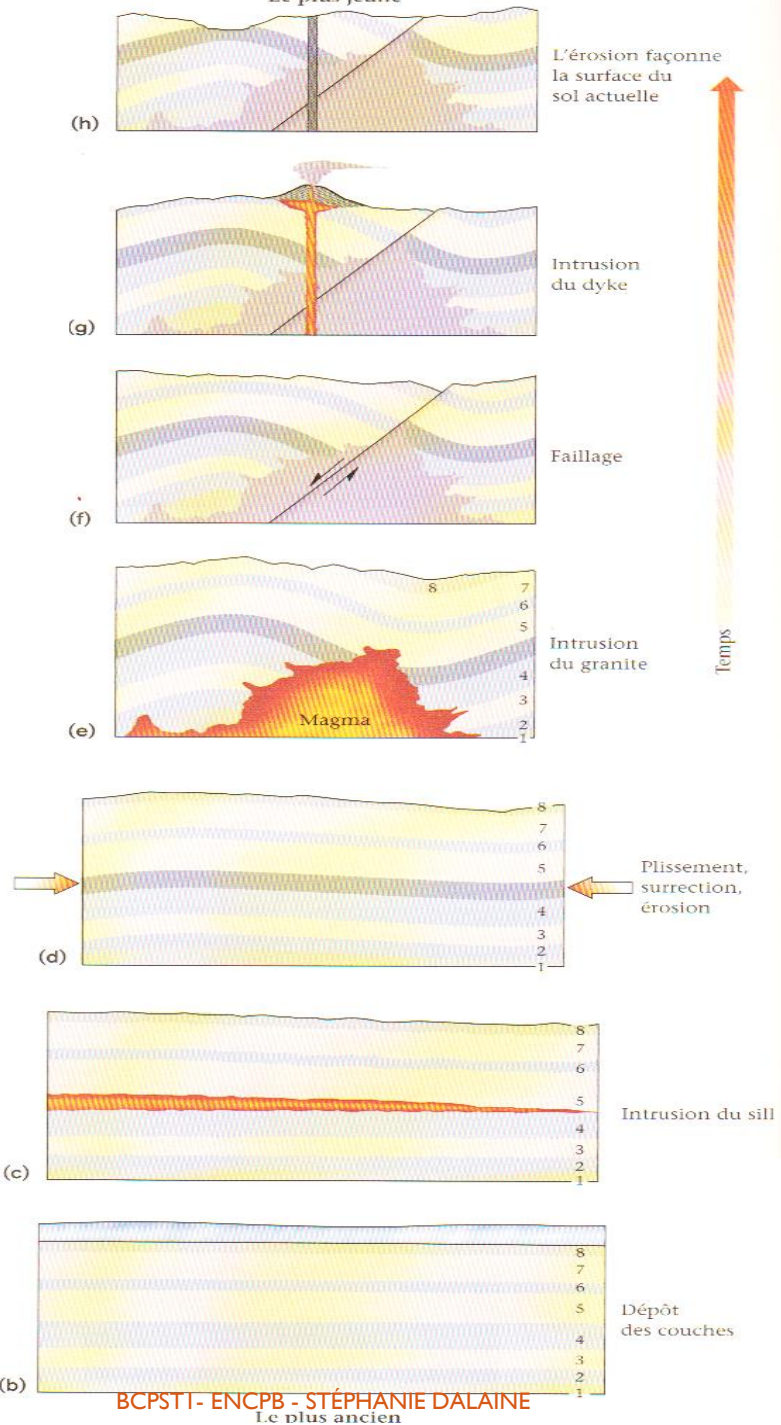 Le plus jeune
L'érosion façonne
la surface du
sol actuelle
(h)
Intrusion
du dyke
(g)
Faillage
(f)
8 7
6
5
Intrusion
du granite
4
3
Magma
2
1
(e)
Temps
8
7
6
5
Plissement,
surrection,
érosion
4
3
2
1
(d)
8
7
6
5
Intrusion du sill
4
3
2
1
(c)
8
7
6
5
Dépôt
des couches
4
3
2
1
(b)
BCPST1- ENCPB - STÉPHANIE DALAINE
Le plus ancien